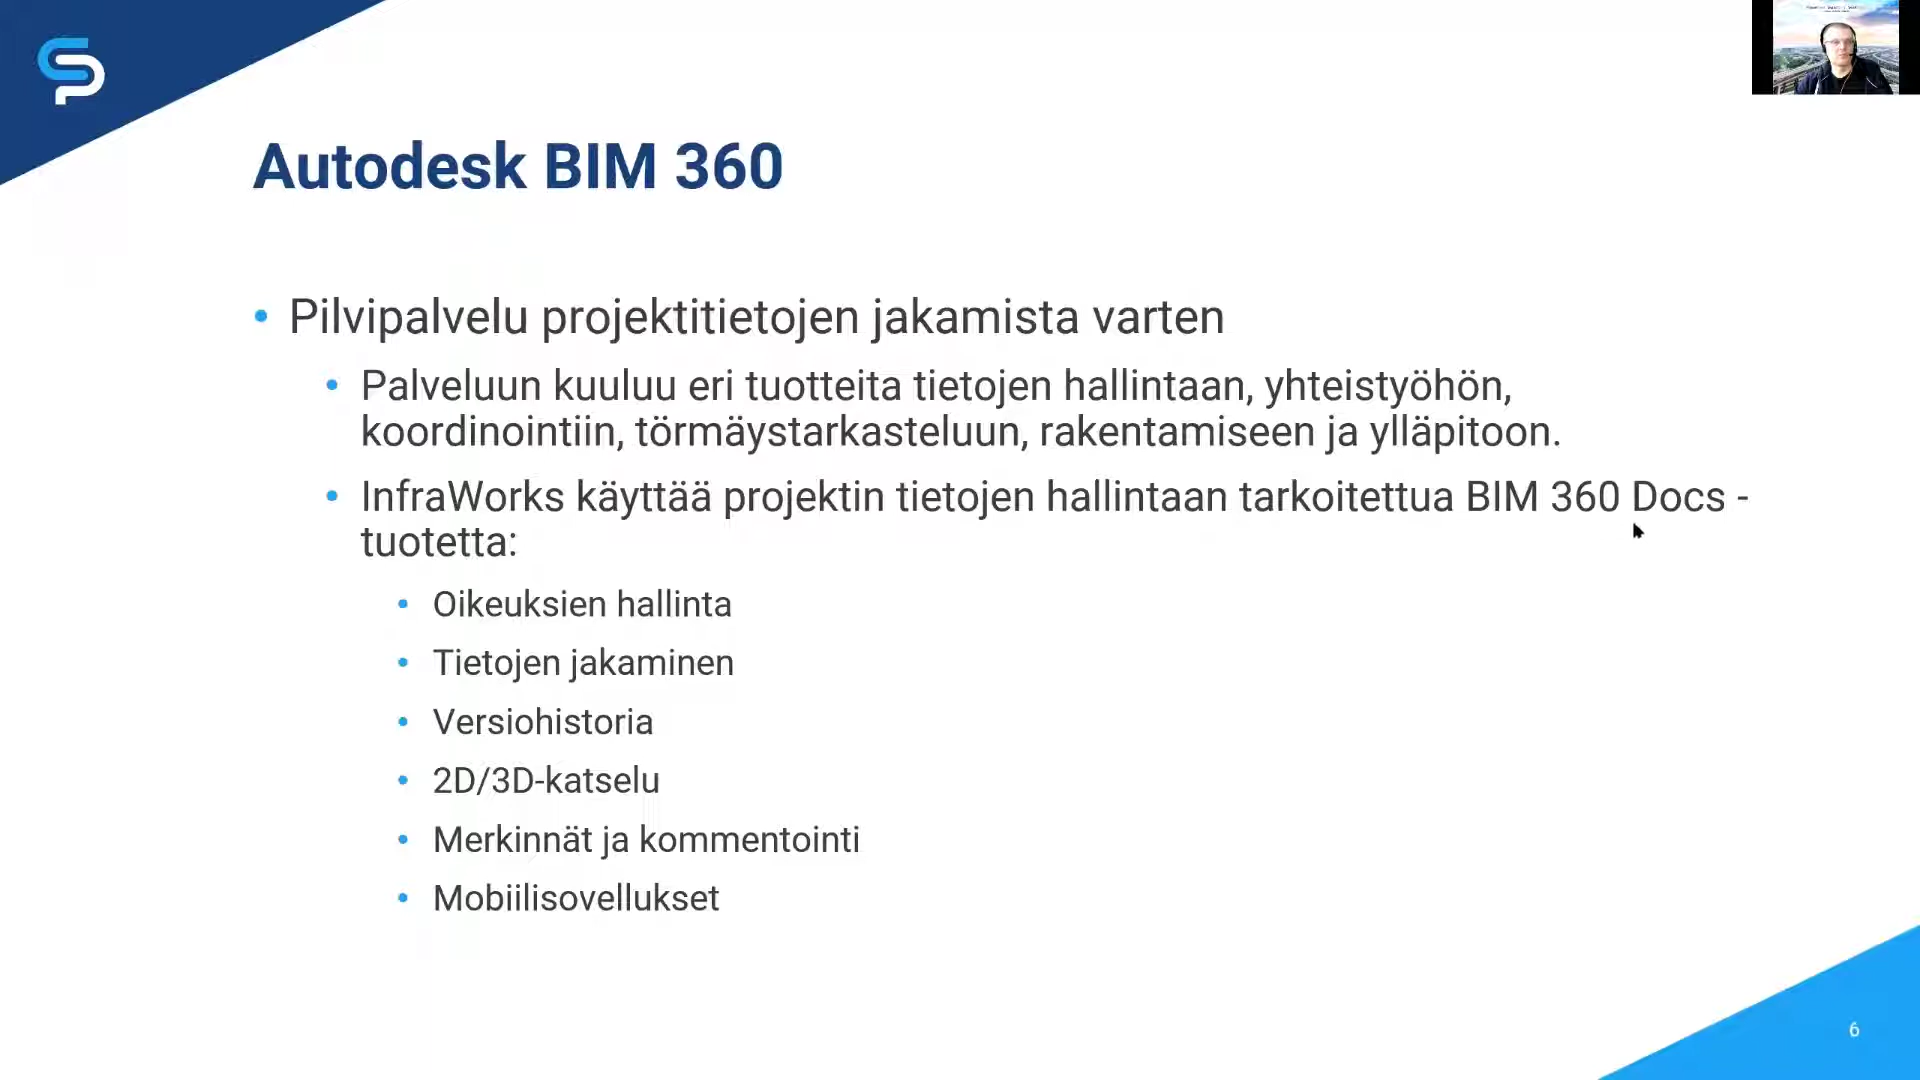 Autodesk BIM 360
Pilvipalvelu projektitietojen jakamista varten
Palveluun kuuluu eri tuotteita tietojen hallintaan, yhteistyöhön,
koordinointiin, törmäystarkasteluun, rakentamiseen ja ylläpitoon.
InfraWorks käyttää projektin tietojen hallintaan tarkoitettua BIM 360 Docs -
tuotetta:
Oikeuksien hallinta
Tietojen jakaminen
Versiohistoria
2D/3D-katselu
Merkinnät ja kommentointi
Mobiilisovellukset
6